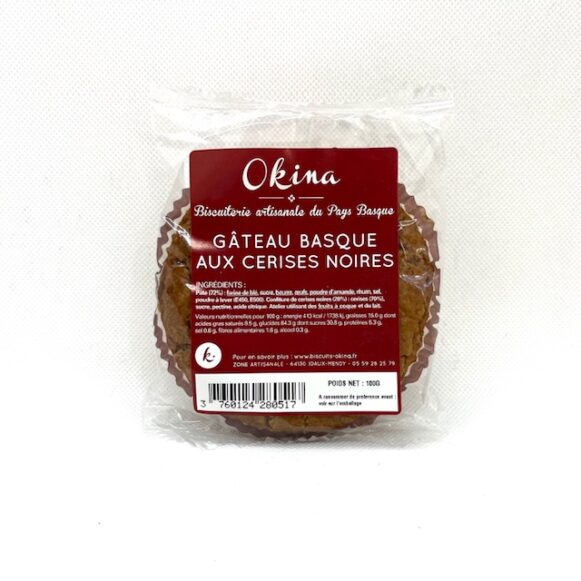 Okina
Biscuiterie artisanale du Pays Basque
GÂTEAU BASQUE
AUX CERISES NOIRES
INGRÉDIENTS :
Pâte (72%) : farine de blé, sucre, beurre, œufs, poudre d'amande, rhum, sel,
poudre à lever (E450, E500). Confiture de cerises noires (28%) : cerises (70%),
sucre, pectine, acide citrique. Atelier utilisant des fruits à coque et du lait.
Valeurs nutritionnelles pour 100 g : energie 413 kcal / 1738 kj, graisses 15.0 g dont
acides gras saturés 8.5 g, glucides 64.3 g dont sucres 30.8 g, protéines 5.3 g,
sel 0.8 g, fibres alimentaires 1.8 g, alcool 0.3 g.
k.
Pour en savoir plus : www.biscuits-okina.fr
ZONE ARTISANALE - 64130 IDAUX-MENDY - 05 59 28 25 79
POIDS NET : 100G
A consommer de preference avant :
voir sur l'emballage
3 760124 280517